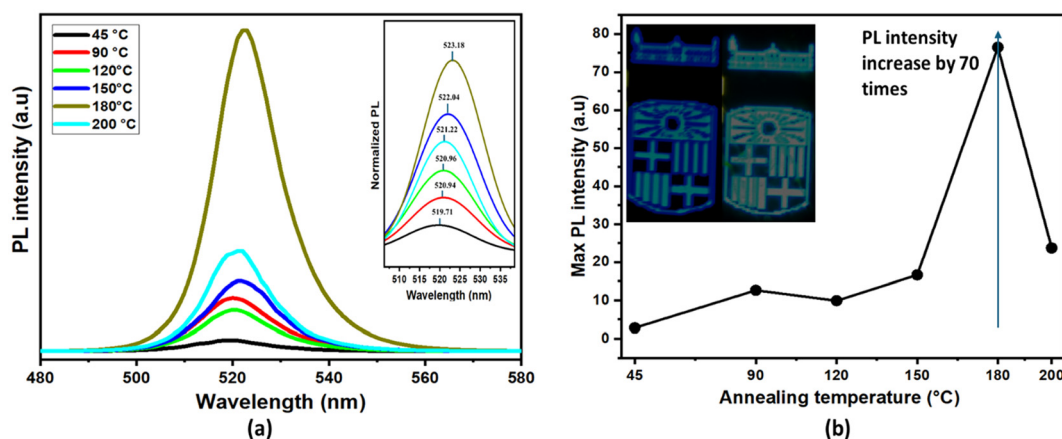 45 °C
90 °C
120°C
150°C
180°C
200 °C
PL intensity (a.u)
480
500
520
540
560
580
Wavelength (nm)
(a)
Normalized PL
523.18
522.04
521.22
520.96
520.94
519.71
510
515
520
525
530
535
Wavelength (nm)
Max PL intensity (a.u)
80
70
60
50
40
30
20
10
0
PL intensity
increase by 70
times
45
90
120
150
180
200
Annealing temperature (°C)
(b)